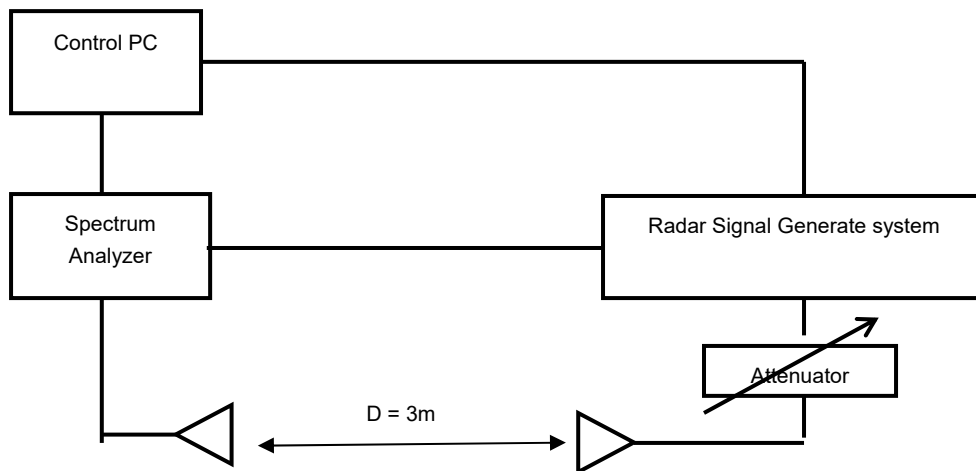 Control PC
Spectrum
Analyzer
Radar Signal Generate system
Attenuator
D = 3m